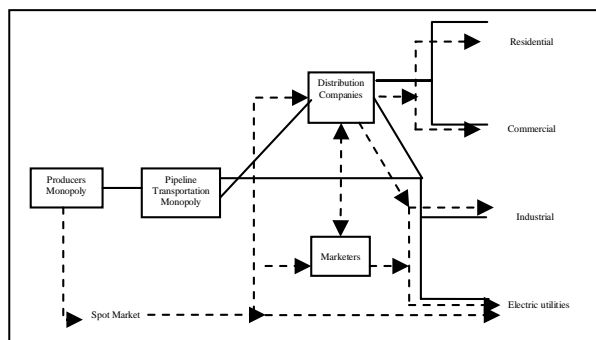 Residential
Distribution
Companies
Commercial
Producers
Monopoly
Pipeline
Transportation
Monopoly
Industrial
Marketers
Electric utilities
Spot Market